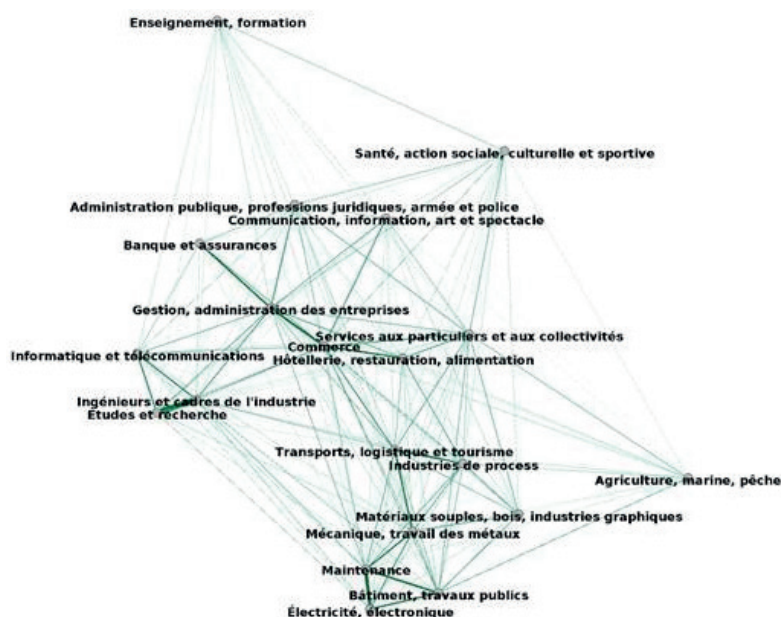 Enseignement, formation
Santé, action sociale, culturelle et sportive
Administration publique, professions juridiques, armée et police
Communication, information, art et spectacle
Banque et assurances
Gestion, administration des entreprises
Services aux particuliers et aux collectivités
Commerce
Informatique et télécommunications
Hôtellerie, restauration, alimentation
Ingénieurs et cadres de l'industrie
Études et recherche
Transports, logistique et tourisme
Industries de process
Agriculture, marine, pêche
Matériaux souples, bois, industries graphiques
Mécanique, travail des métaux
Maintenance
Bâtiment, travaux publics
Électricité, électronique